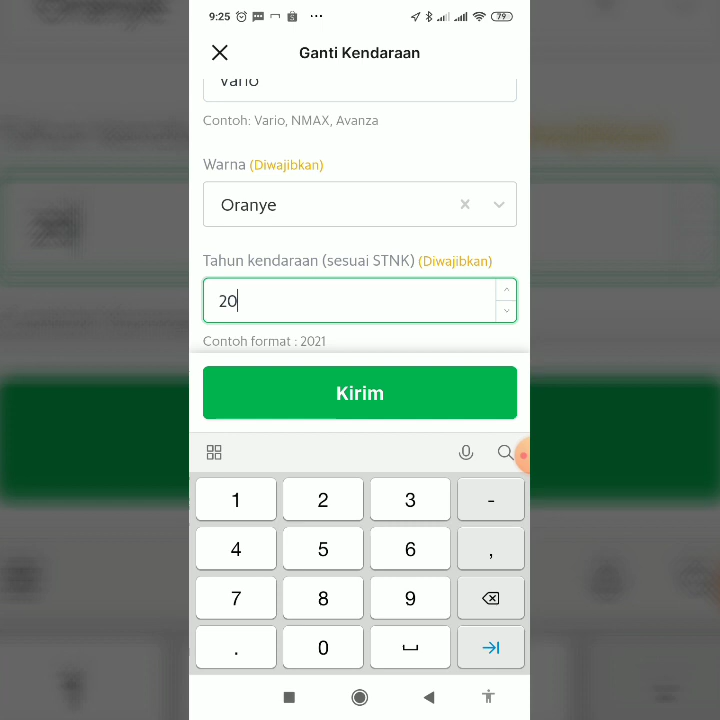 9:25
79
Ganti Kendaraan
Vario
Contoh: Vario, NMAX, Avanza
Warna (Diwajibkan)
Oranye
Tahun kendaraan (sesuai STNK) (Diwajibkan)
20
Contoh format : 2021
Kirim
1 2 3 -
4 5 6 ,
7 8 9
. 0